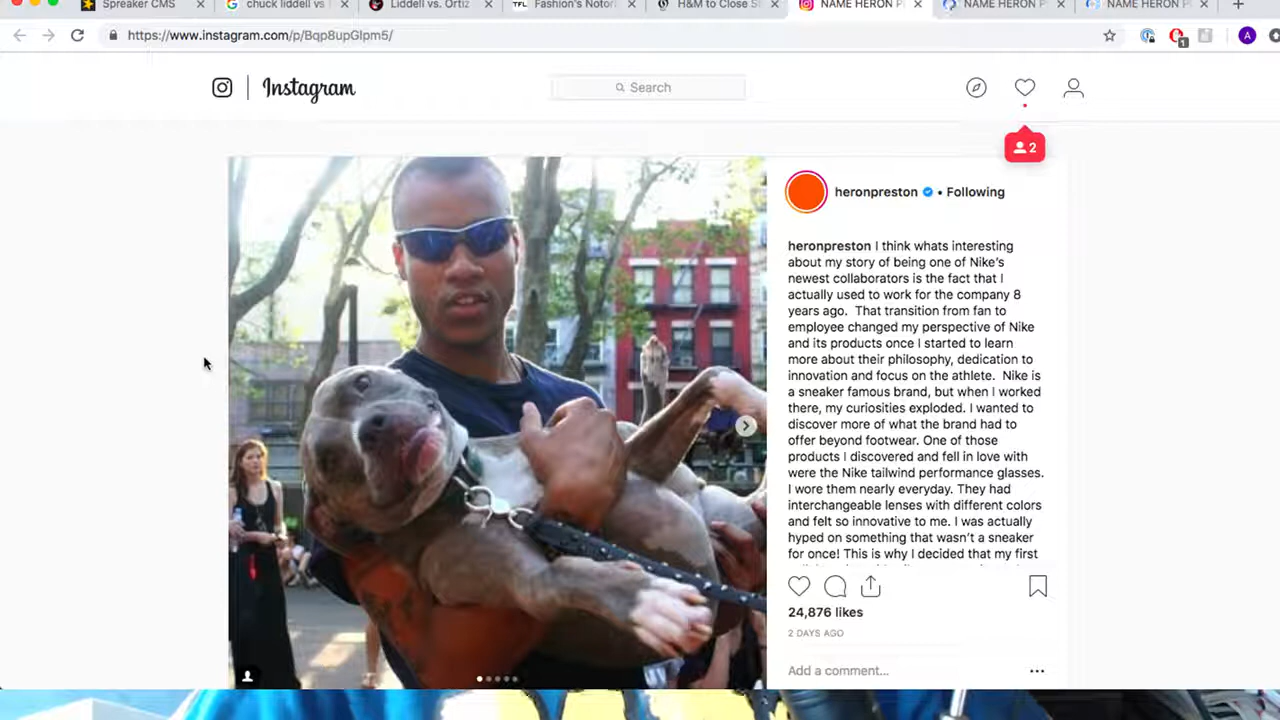 Spreaker CMS
chuck liddell vs
Liddell vs. Ortiz
Fashion's Notori
H&M to Close S
NAME HERON P
NAME HERON P
NAME HERON P
https://www.instagram.com/p/Bqp8upGlpm5/
1
A
Instagram
Search
2
heronpreston • Following
heronpreston I think whats interesting
about my story of being one of Nike's
newest collaborators is the fact that I
actually used to work for the company 8
years ago. That transition from fan to
employee changed my perspective of Nike
and its products once I started to learn
more about their philosophy, dedication to
innovation and focus on the athlete. Nike is
a sneaker famous brand, but when I worked
there, my curiosities exploded. I wanted to
discover more of what the brand had to
offer beyond footwear. One of those
products I discovered and fell in love with
were the Nike tailwind performance glasses.
I wore them nearly everyday. They had
interchangeable lenses with different colors
and felt so innovative to me. I was actually
hyped on something that wasn't a sneaker
for once! This is why I decided that my first
24,876 likes
2 DAYS AGO
Add a comment...